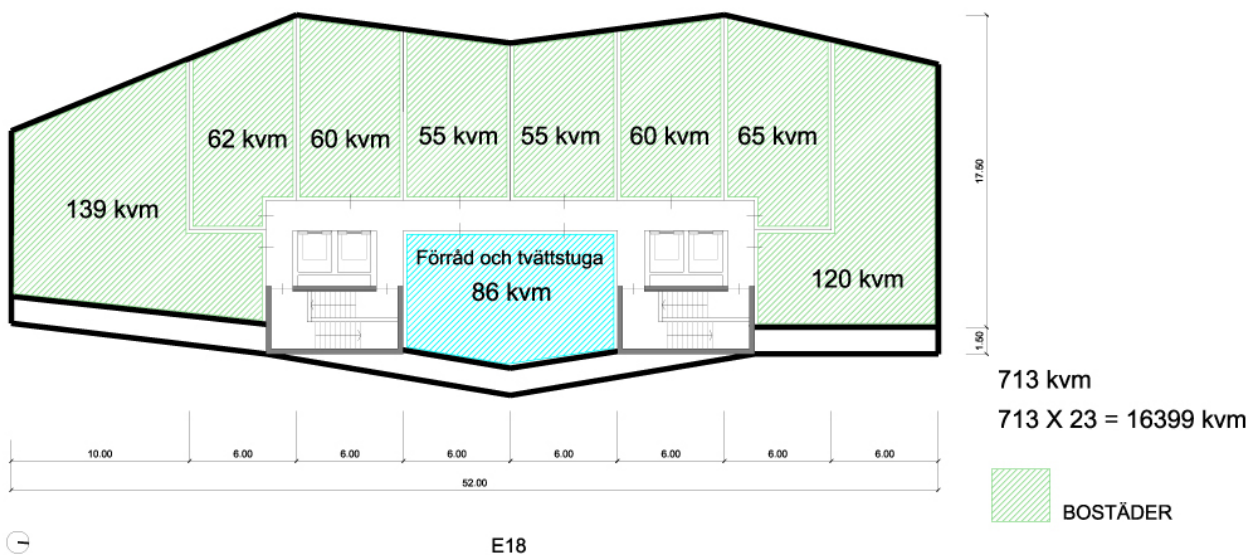 62 kvm
60 kvm
55 kvm
55 kvm
60 kvm
65 kvm
139 kvm
Förråd och tvättstuga
86 kvm
120 kvm
17.50
1.50
713 kvm
713 X 23 = 16399 kvm
10.00
6.00
6.00
6.00
6.00
6.00
6.00
6.00
52.00
BOSTÄDER
E18